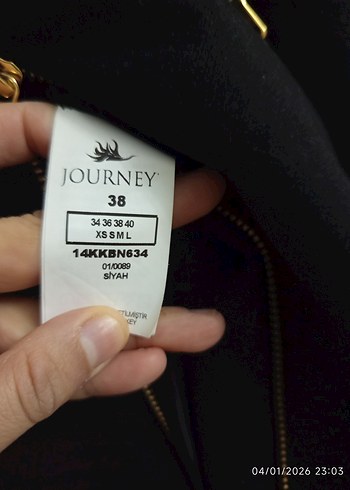 JOURNEY
38
34 36 38 40
XS S M L
14KKBN634
01/0089
SİYAH
04/01/2026 23:03